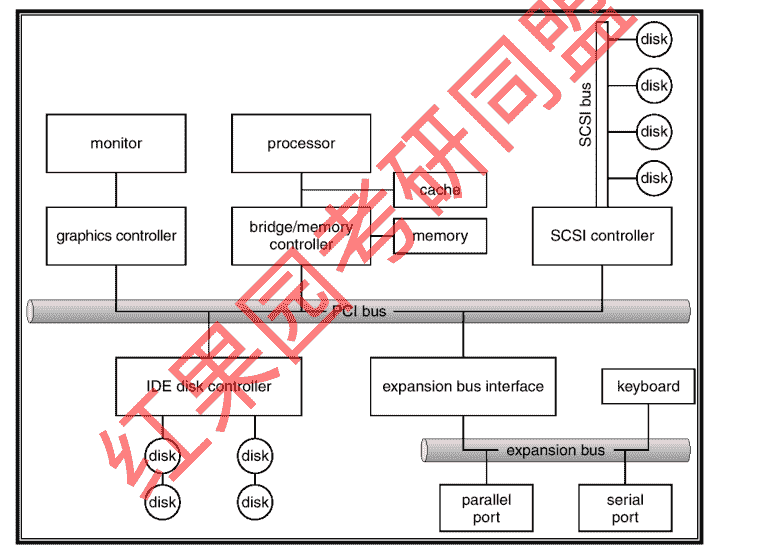 disk
disk
SCSI bus
disk
disk
monitor
processor
cache
graphics controller
bridge/memory
controller
memory
SCSI controller
PCI bus
IDE disk controller
expansion bus interface
keyboard
disk
disk
expansion bus
disk
disk
parallel
port
serial
port
红果园考研同盟